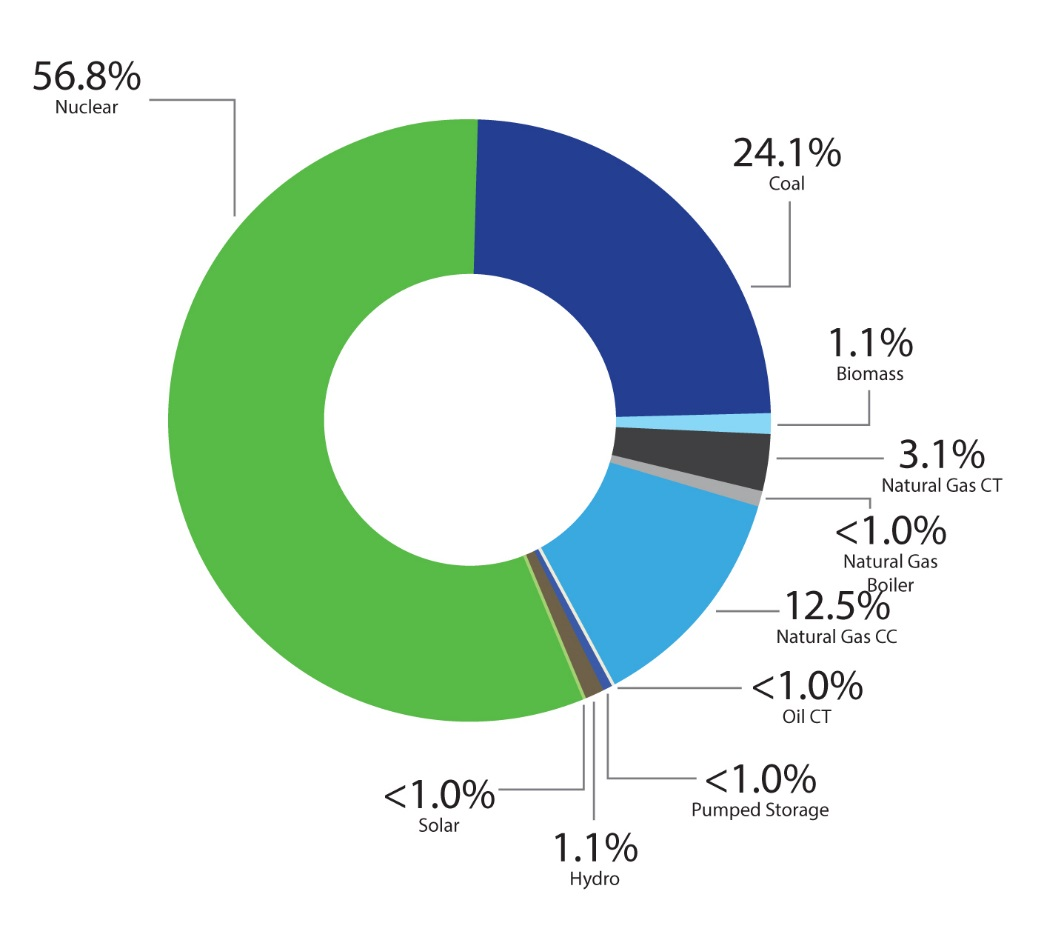 56.8%
Nuclear
24.1%
Coal
1.1%
Biomass
3.1%
Natural Gas CT
<1.0%
Natural Gas
Boiler
12.5%
Natural Gas CC
<1.0%
Oil CT
<1.0%
Pumped Storage
<1.0%
Solar
1.1%
Hydro